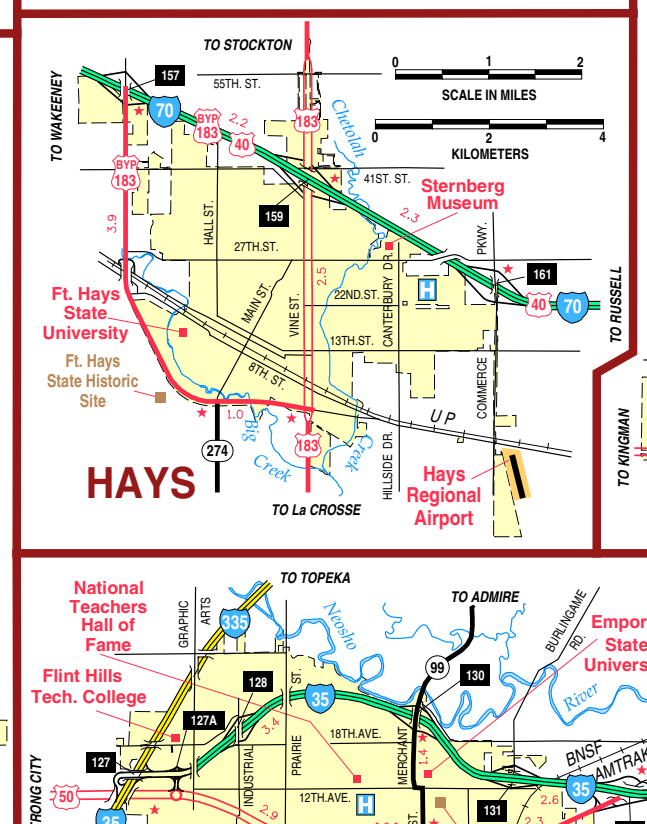 TO STOCKTON
TO WAKEENEY
157
55TH. ST.
0 1 2
SCALE IN MILES
0 2 4
KILOMETERS
70
BYP
183
2.2
40
183
Chetolah
BYP
183
41ST. ST.
Sternberg
Museum
3.9
HALL ST.
159
2.3
PKWY.
27TH.ST.
161
2.5
DR.
H
MAIN ST.
VINE ST.
22ND.ST.
CANTERBURY
40
70
TO RUSSELL
Ft. Hays
State
University
13TH.ST.
8TH. ST.
Ft. Hays
State Historic
Site
COMMERCE
1.0
UP
Big
Creek
Creek
274
183
HILLSIDE DR.
HAYS
Hays
Regional
Airport
TO La CROSSE
TO KINGMAN
National
Teachers
Hall of
Fame
TO TOPEKA
TO ADMIRE
GRAPHIC
ARTS
335
Neosho
BURLINGAME
RD.
Empor
State
Univers
Flint Hills
Tech. College
99
128
130
ST.
35
River
127A
3.4
18TH.AVE.
MERCHANT
1.4
127
INDUSTRIAL
PRAIRIE
BNSF
AMTRAK
RONG CITY
50
12TH.AVE.
H
35
2.6
2.9
131
ST.
2.3
35